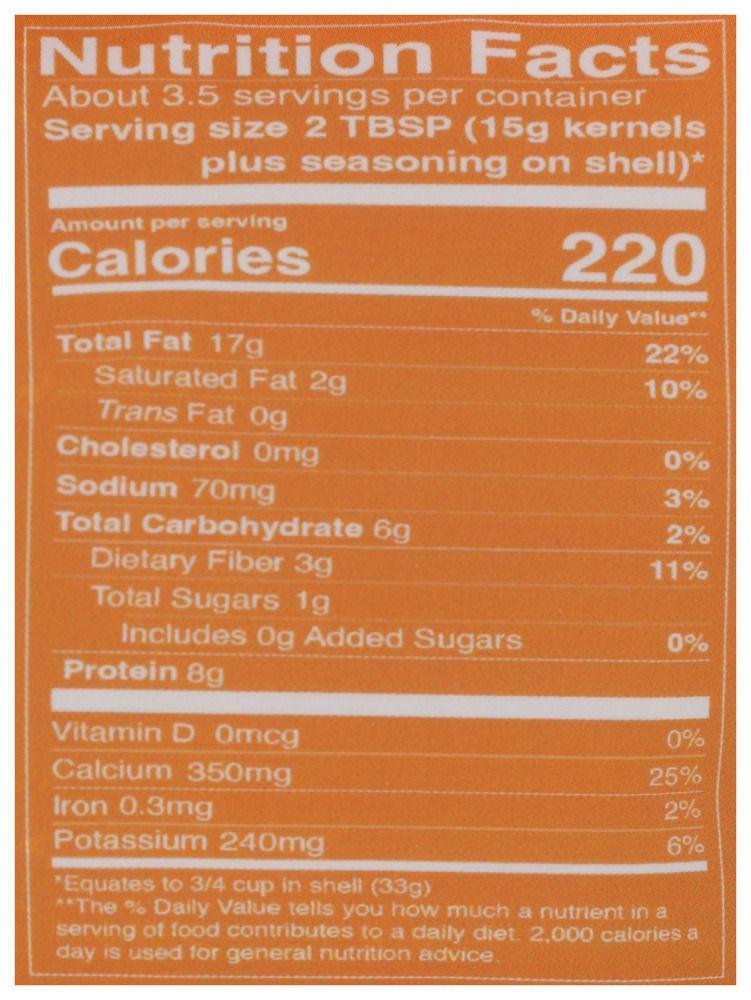 Nutrition Facts
About 3.5 servings per container
Serving size 2 TBSP (15g kernels
plus seasoning on shell)*
Amount per serving
Calories 220
% Daily Value**
Total Fat 17g 22%
Saturated Fat 2g 10%
Trans Fat 0g
Cholesterol 0mg 0%
Sodium 70mg 3%
Total Carbohydrate 6g 2%
Dietary Fiber 3g 11%
Total Sugars 1g
Includes 0g Added Sugars 0%
Protein 8g
Vitamin D 0mcg 0%
Calcium 350mg 25%
Iron 0.3mg 2%
Potassium 240mg 6%
*Equates to 3/4 cup in shell (33g)
**The % Daily Value tells you how much a nutrient in a
serving of food contributes to a daily diet. 2,000 calories a
day is used for general nutrition advice.